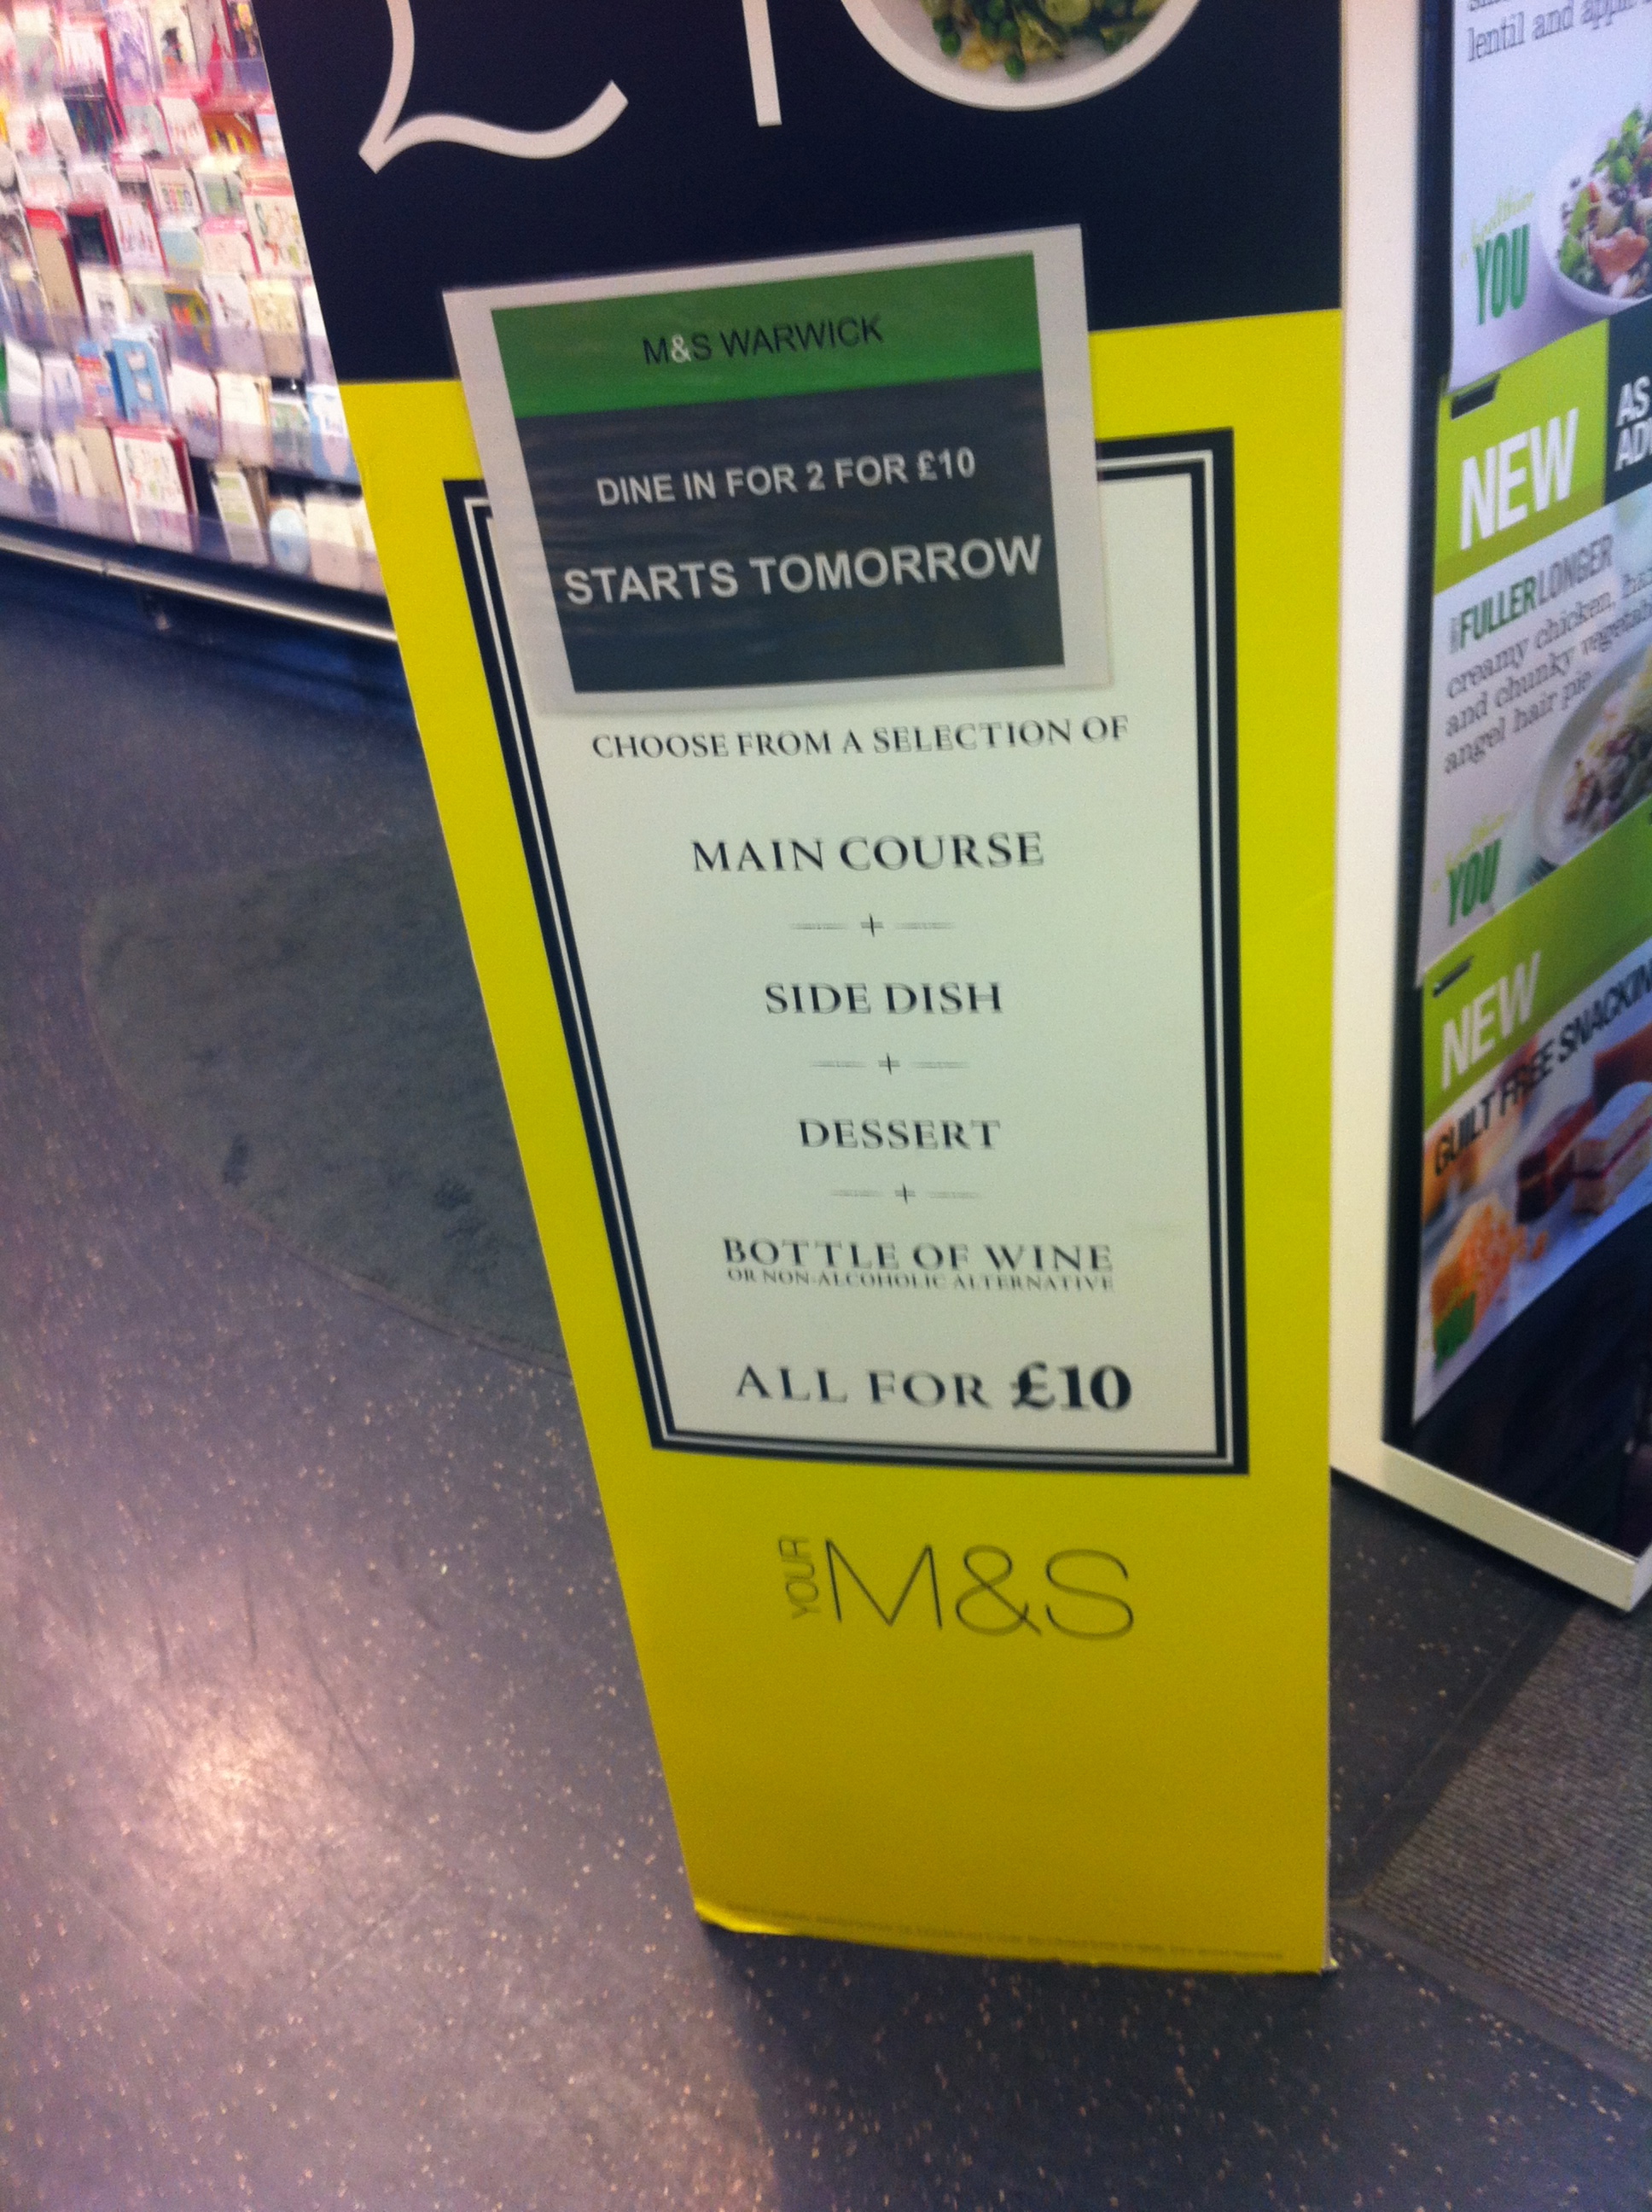 £10
M&S WARWICK
DINE IN FOR 2 FOR £10
STARTS TOMORROW
CHOOSE FROM A SELECTION OF
MAIN COURSE
+
SIDE DISH
+
DESSERT
+
BOTTLE OF WINE
OR NON-ALCOHOLIC ALTERNATIVE
ALL FOR £10
YOUR M&S
lentil and
YOU
NEW
AS
FULLER LONGER
creamy chicken,
and chunky
angel hair pie
YOU
NEW
GUILT FREE